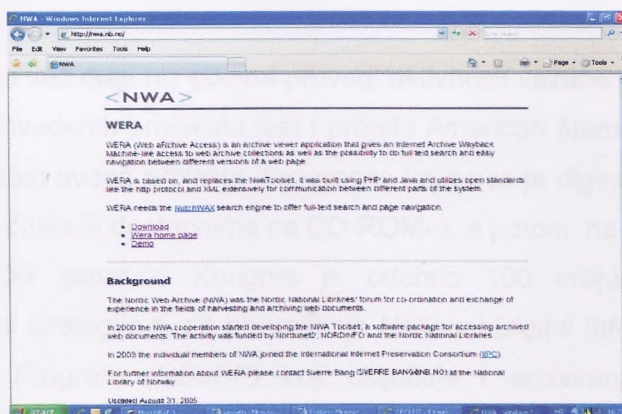 NWA - Windows Internet Explorer
http://nwa.nb.no/
File Edit View Favorites Tools Help
NWA
Page Tools
<NWA>
WERA
WERA (Web aRchive Access) is an archive viewer application that gives an Internet Archive Wayback
Machine-like access to web archive collections as well as the possibility to do full text search and easy
navigation between different versions of a web page.
WERA is based on, and replaces the NwaToolset. It was built using PHP and Java and utilizes open standards
like the http protocol and XML extensively for communication between different parts of the system.
WERA needs the NutchWAX search engine to offer full-text search and page navigation.
• Download
• Wera home page
• Demo
Background
The Nordic Web Archive (NWA) was the Nordic National Libraries' forum for co-ordination and exchange of
experience in the fields of harvesting and archiving web documents.
In 2000 the NWA cooperation started developing the NWA Toolset, a software package for accessing archived
web documents. The activity was funded by Nordunet2, NORDINFO and the Nordic National Libraries.
In 2003 the individual members of NWA joined the International Internet Preservation Consortium (IIPC).
For further information about WERA please contact Sverre Bang (SVERRE.BANG@NB.NO) at the National
Library of Norway
Updated August 31, 2005
start